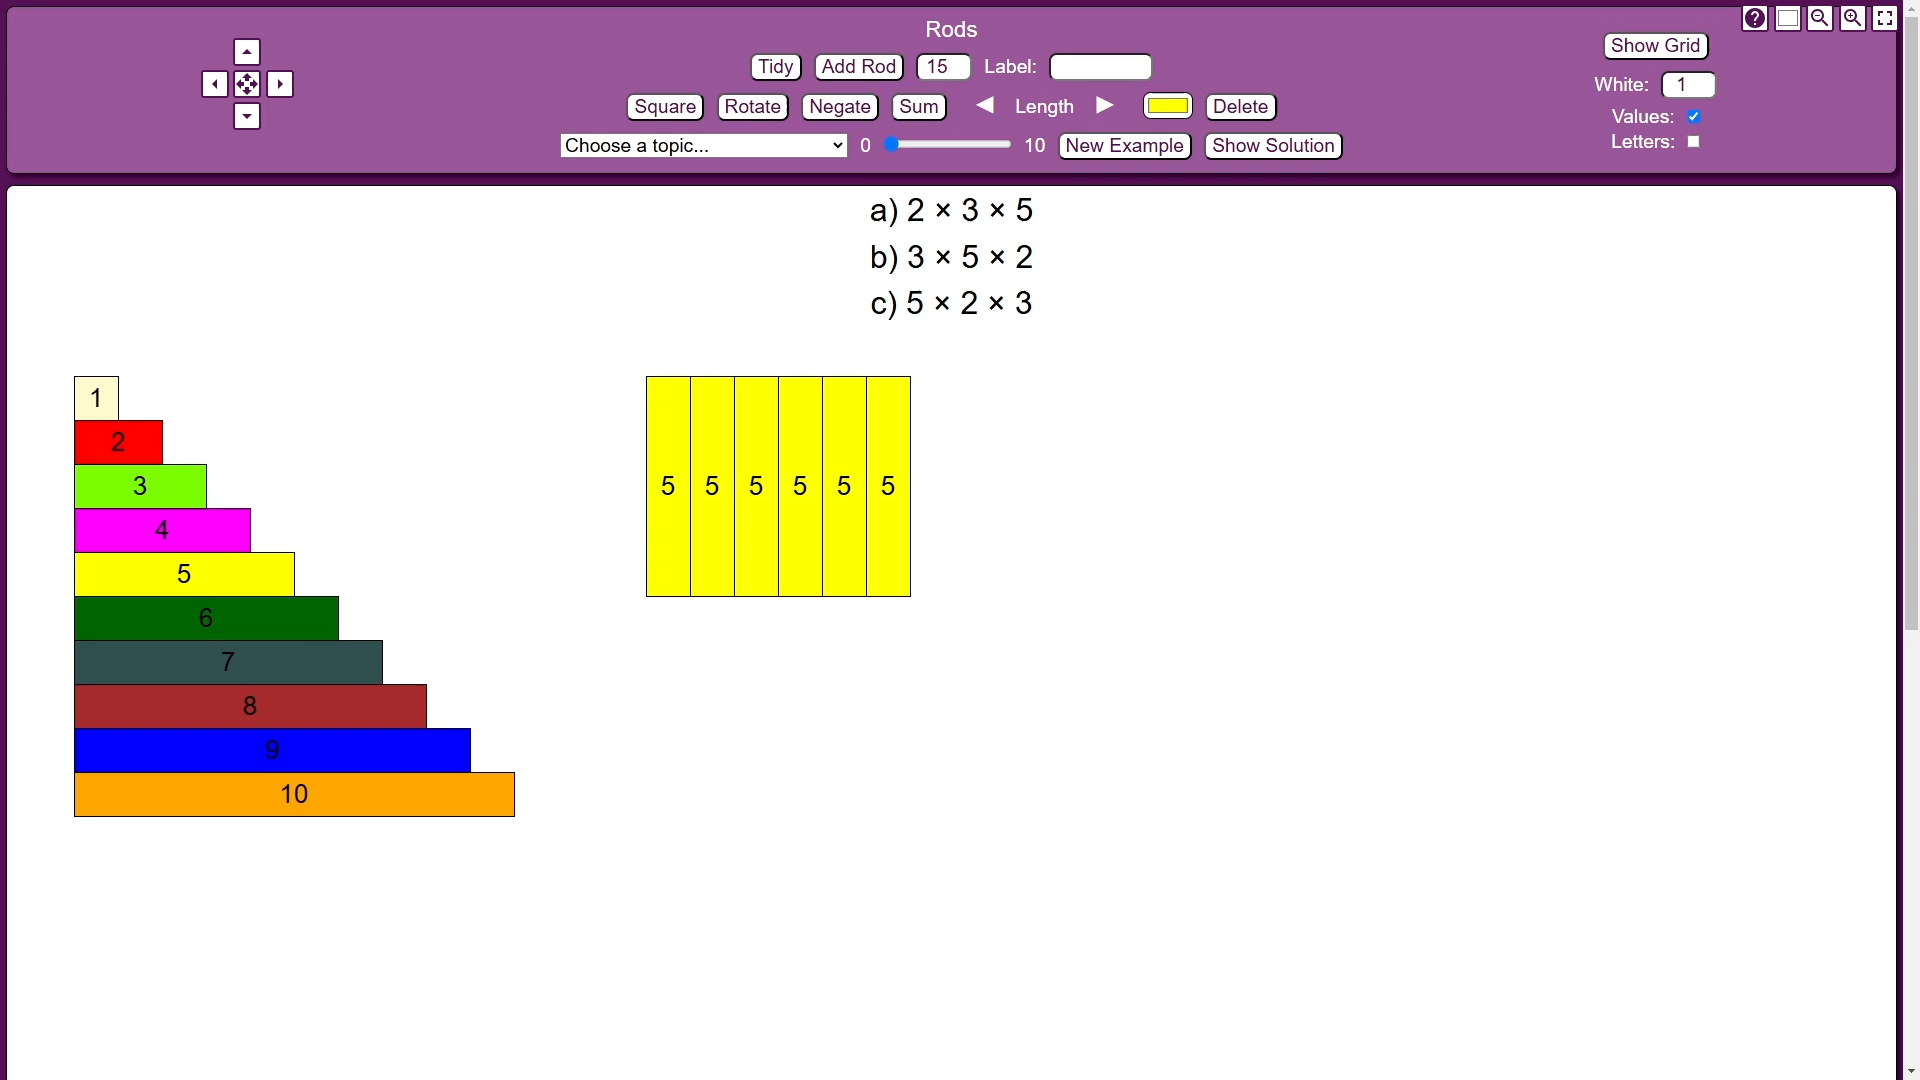 Rods
Tidy Add Rod 15 Label:
Square Rotate Negate Sum Length Delete
Choose a topic... 0 10 New Example Show Solution
?
Show Grid
White: 1
Values:
Letters:
a) 2 × 3 × 5
b) 3 × 5 × 2
c) 5 × 2 × 3
1
2
3
4
5
6
7
8
9
10
5 5 5 5 5 5